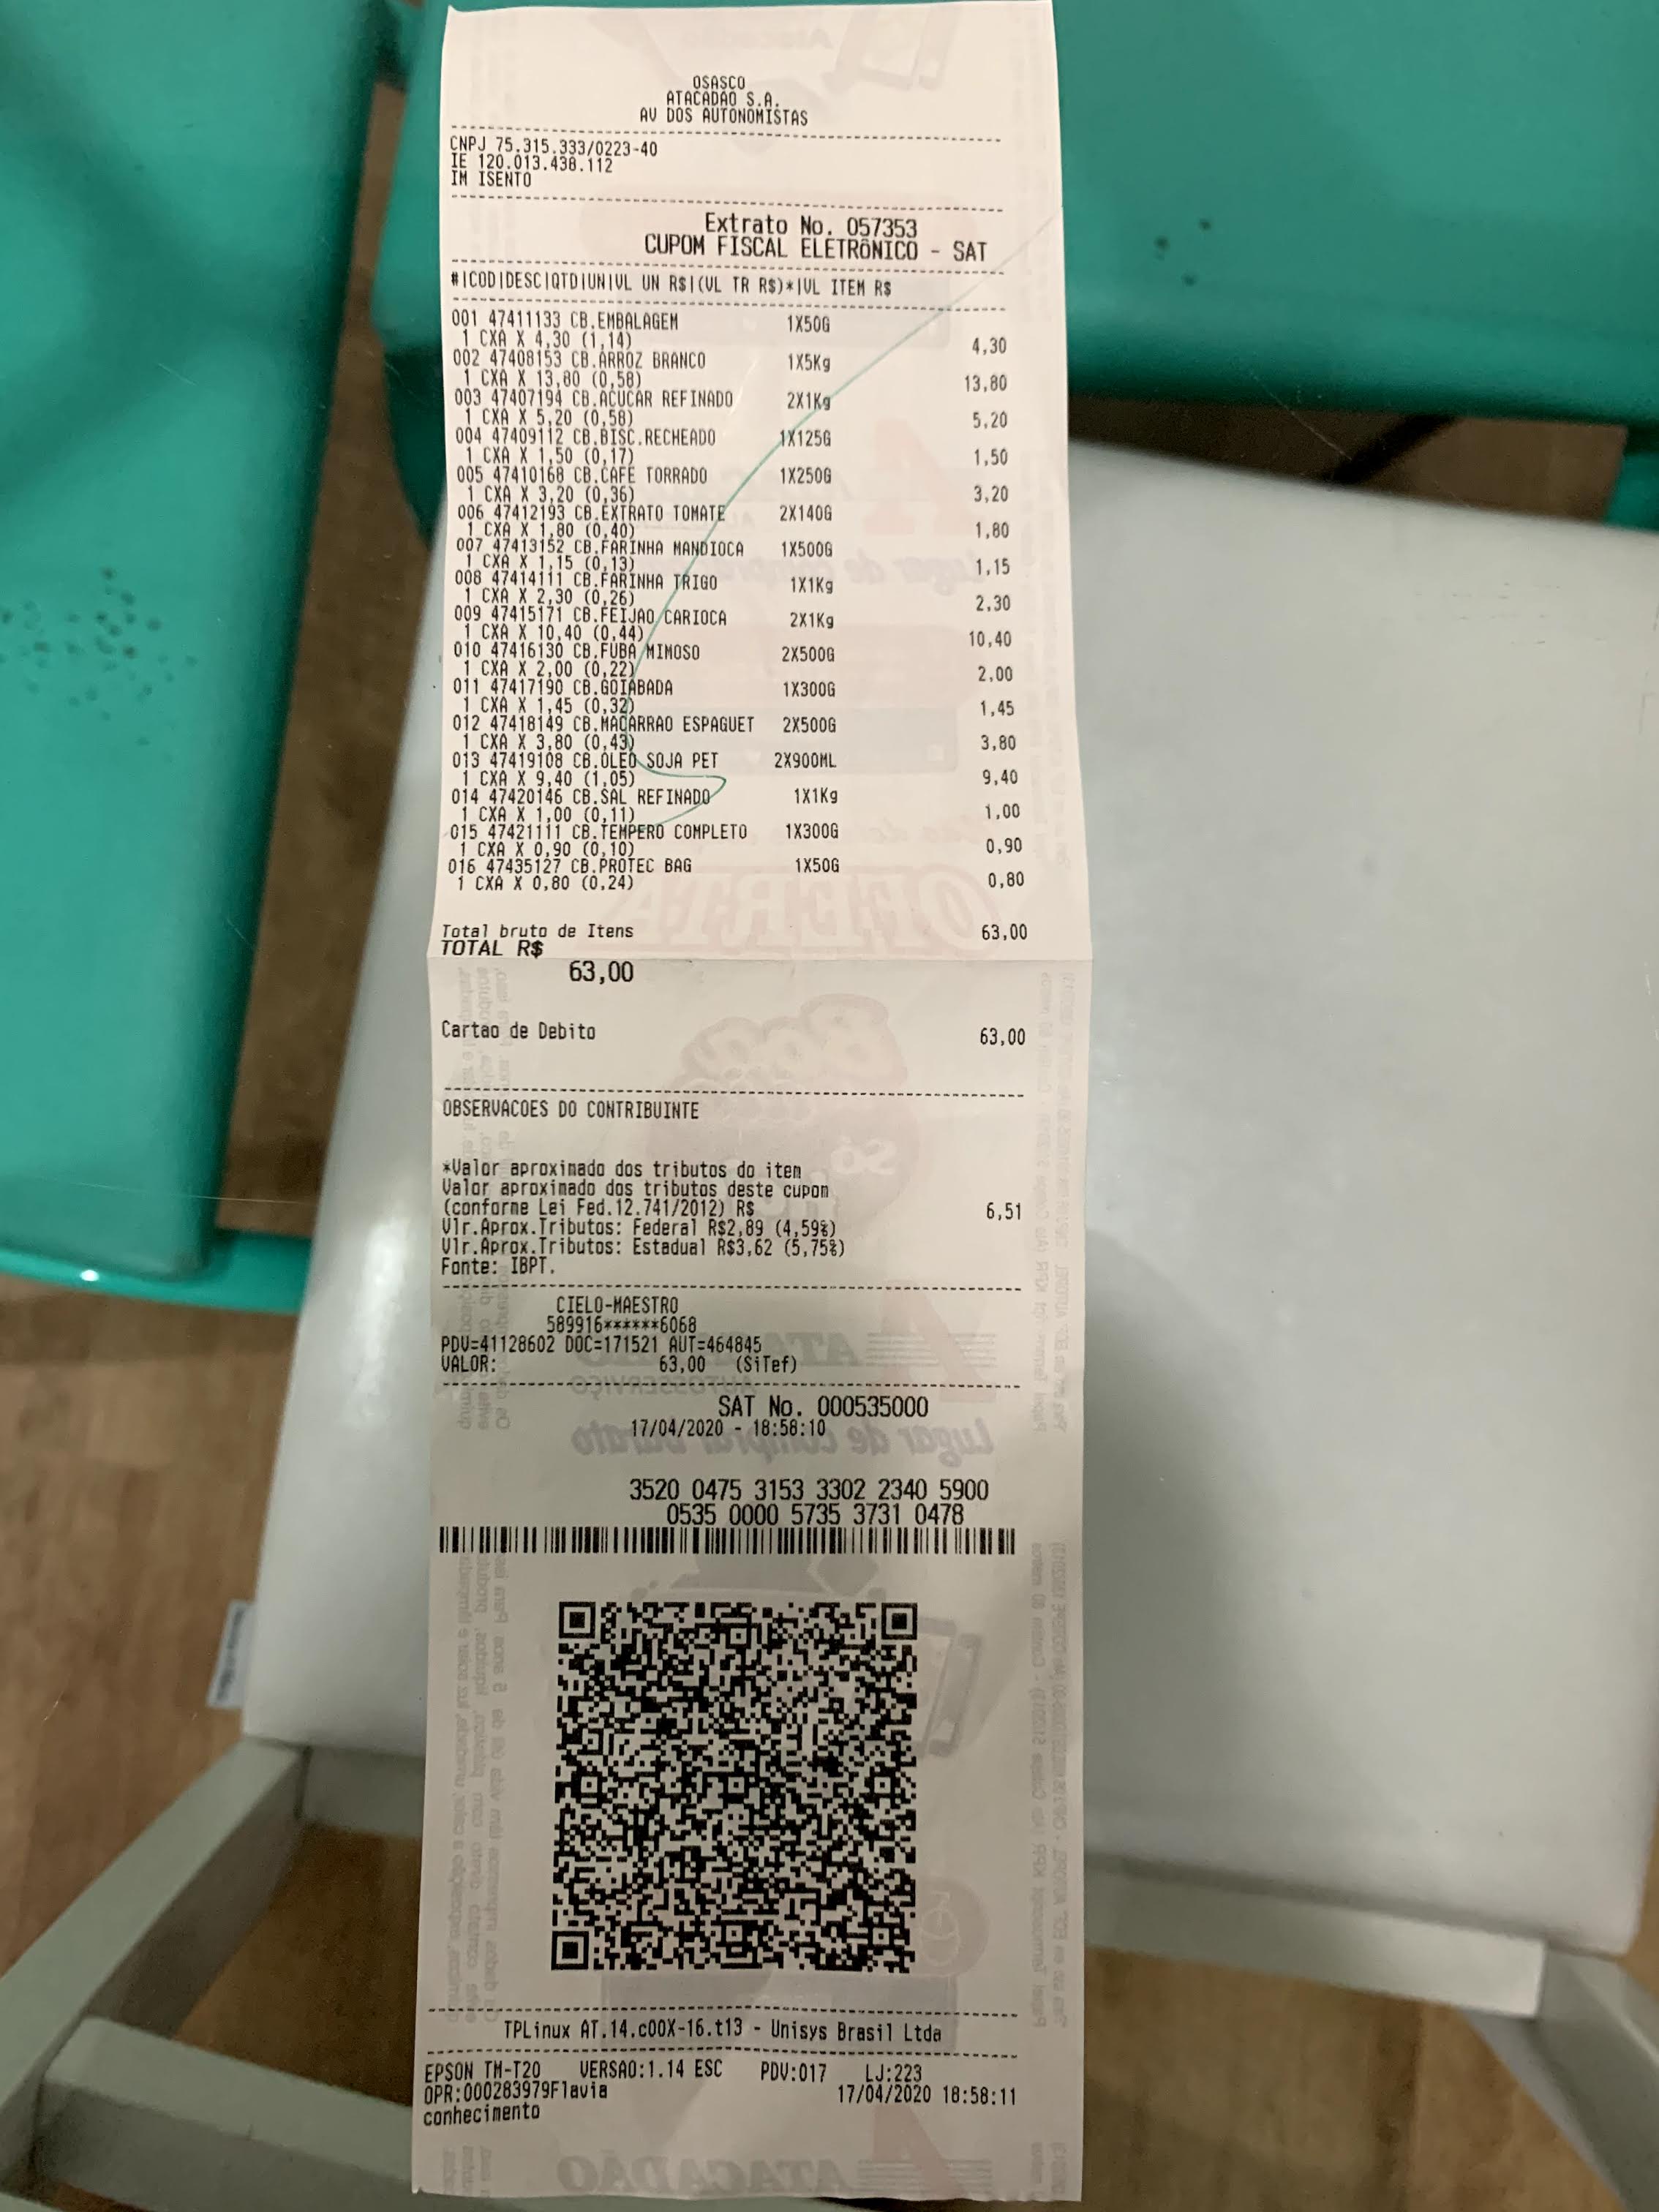 OSASCO
ATACADAO S.A.
AV DOS AUTONOMISTAS
CNPJ 75.315.333/0223-40
IE 120.013.438.112
IM ISENTO
Extrato No. 057353
CUPOM FISCAL ELETRÔNICO - SAT
#|COD|DESC|QTD|UN|VL UN R$|(VL TR R$)*|VL ITEM R$
001 47411133 CB.EMBALAGEM 1X50G
1 CXA X 4,30 (1,14) 4,30
002 47408153 CB.ARROZ BRANCO 1X5Kg
1 CXA X 13,80 (0,58) 13,80
003 47407194 CB.ACUCAR REFINADO 2X1Kg
1 CXA X 5,20 (0,58) 5,20
004 47409112 CB.BISC.RECHEADO 1X125G
1 CXA X 1,50 (0,17) 1,50
005 47410168 CB.CAFE TORRADO 1X250G
1 CXA X 3,20 (0,36) 3,20
006 47412193 CB.EXTRATO TOMATE 2X140G
1 CXA X 1,80 (0,40) 1,80
007 47413152 CB.FARINHA MANDIOCA 1X500G
1 CXA X 1,15 (0,13) 1,15
008 47414111 CB.FARINHA TRIGO 1X1Kg
1 CXA X 2,30 (0,26) 2,30
009 47415171 CB.FEIJAO CARIOCA 2X1Kg
1 CXA X 10,40 (0,44) 10,40
010 47416130 CB.FUBA MIMOSO 2X500G
1 CXA X 2,00 (0,22) 2,00
011 47417190 CB.GOIABADA 1X300G
1 CXA X 1,45 (0,32) 1,45
012 47418149 CB.MACARRAO ESPAGUET 2X500G
1 CXA X 3,80 (0,43) 3,80
013 47419108 CB.OLEO SOJA PET 2X900ML
1 CXA X 9,40 (1,05) 9,40
014 47420146 CB.SAL REFINADO 1X1Kg
1 CXA X 1,00 (0,11) 1,00
015 47421111 CB.TEMPERO COMPLETO 1X300G
1 CXA X 0,90 (0,10) 0,90
016 47435127 CB.PROTEC BAG 1X50G
1 CXA X 0,80 (0,24) 0,80
Total bruto de Itens 63,00
TOTAL R$
63,00
Cartao de Debito 63,00
OBSERVACOES DO CONTRIBUINTE
*Valor aproximado dos tributos do item
Valor aproximado dos tributos deste cupom
(conforme Lei Fed.12.741/2012) R$ 6,51
Vlr.Aprox.Tributos: Federal R$2,89 (4,59%)
Vlr.Aprox.Tributos: Estadual R$3,62 (5,75%)
Fonte: IBPT.
CIELO-MAESTRO
589916******6068
PDV=41128602 DOC=171521 AUT=464845
VALOR: 63,00 (SiTef)
SAT No. 000535000
17/04/2020 - 18:58:10
3520 0475 3153 3302 2340 5900
0535 0000 5735 3731 0478
TPLinux AT.14.c00X-16.t13 - Unisys Brasil Ltda
EPSON TM-T20 VERSAO:1.14 ESC PDV:017 LJ:223
OPR:000283979Flavia 17/04/2020 18:58:11
conhecimento